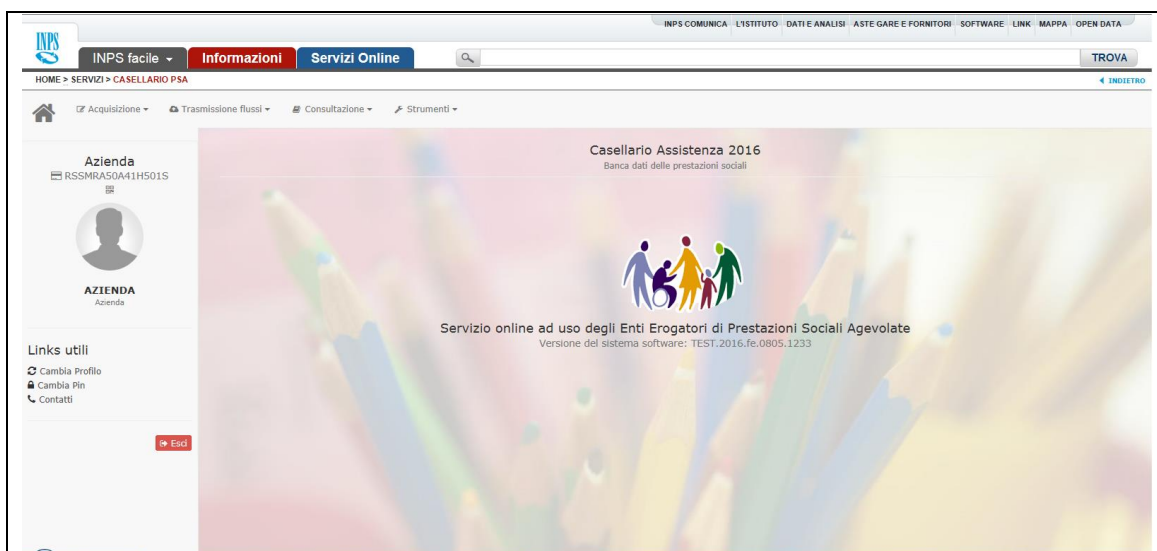 INPS COMUNICA L'ISTITUTO DATI E ANALISI ASTE GARE E FORNITORI SOFTWARE LINK MAPPA OPEN DATA
INPS
INPS facile Informazioni Servizi Online TROVA
HOME > SERVIZI > CASELLARIO PSA INDIETRO
Acquisizione Trasmissione flussi Consultazione Strumenti
Azienda
RSSMRA50A41H501S
AZIENDA
Azienda
Links utili
Cambia Profilo
Cambia Pin
Contatti
Esci
Casellario Assistenza 2016
Banca dati delle prestazioni sociali
Servizio online ad uso degli Enti Erogatori di Prestazioni Sociali Agevolate
Versione del sistema software: TEST.2016.fe.0805.1233